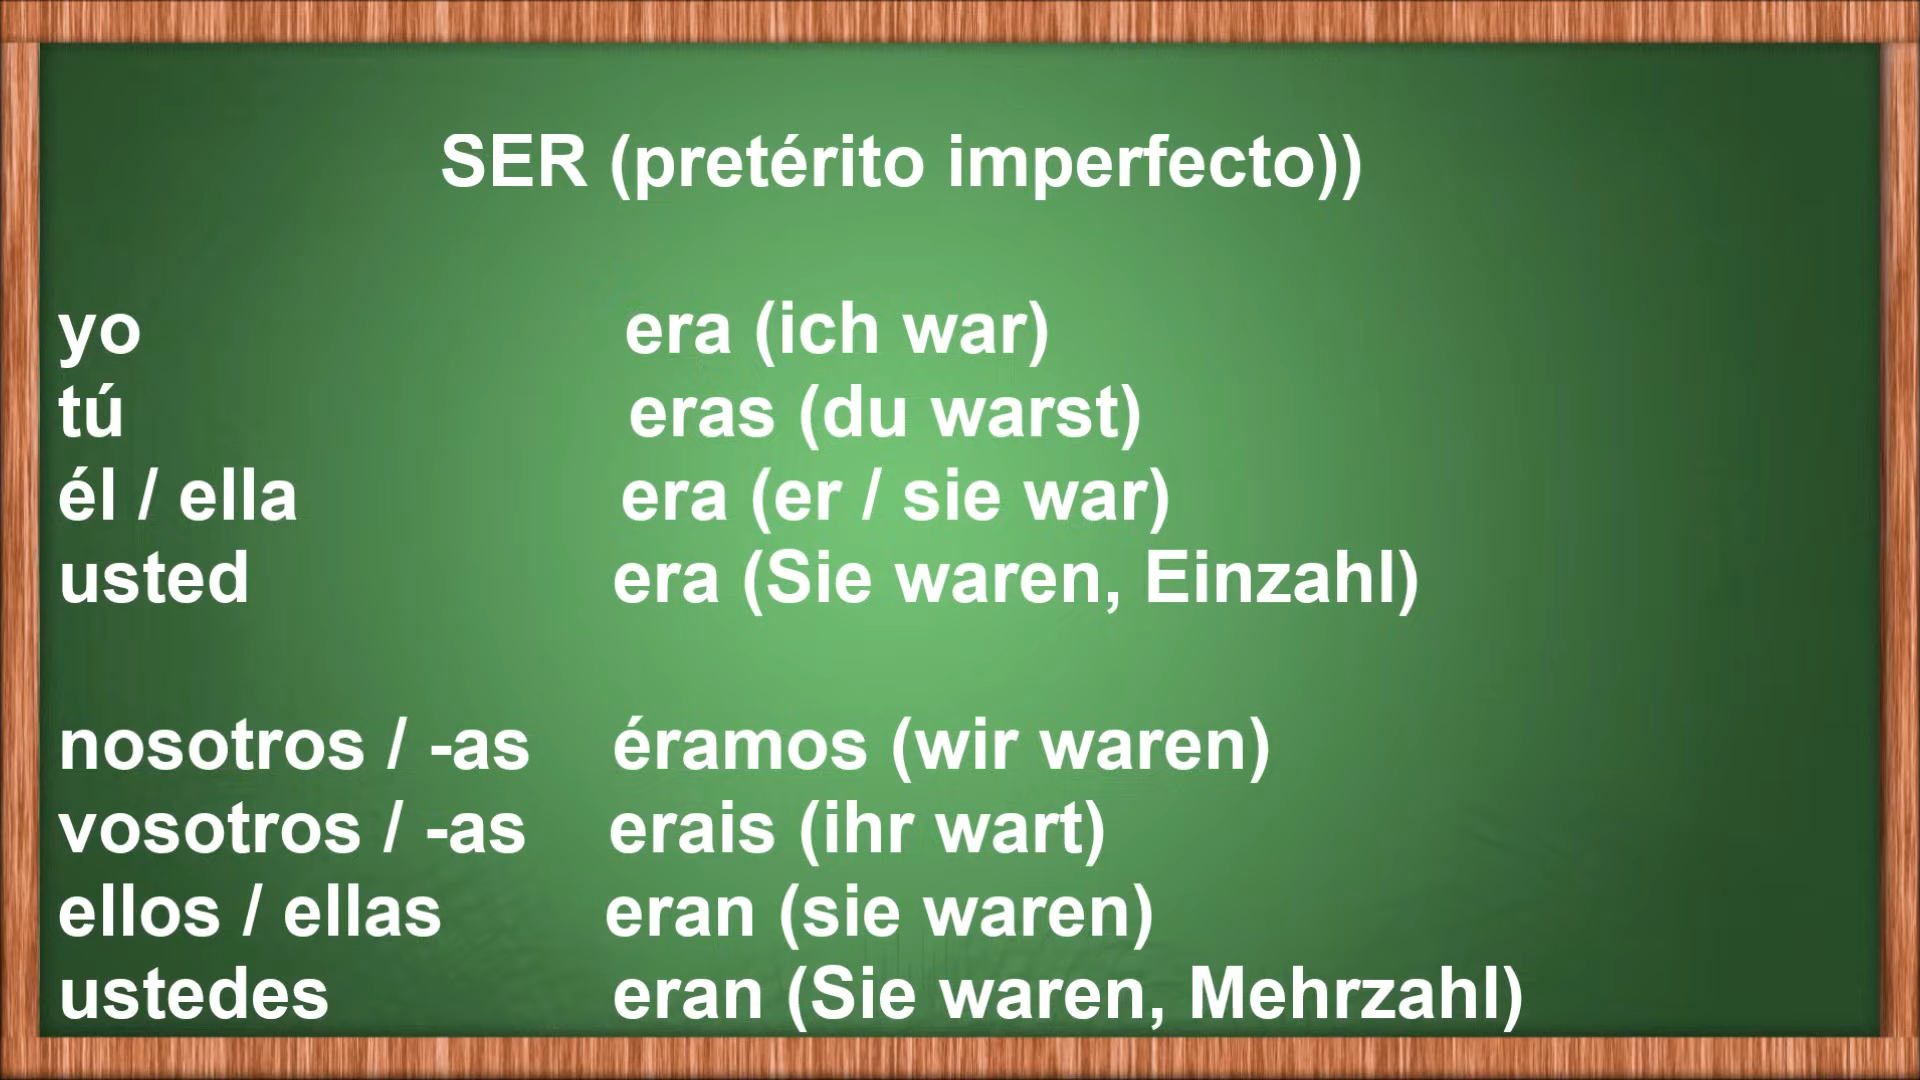 SER (pretérito imperfecto))
yo era (ich war)
tú eras (du warst)
él / ella era (er / sie war)
usted era (Sie waren, Einzahl)
nosotros / -as éramos (wir waren)
vosotros / -as erais (ihr wart)
ellos / ellas eran (sie waren)
ustedes eran (Sie waren, Mehrzahl)